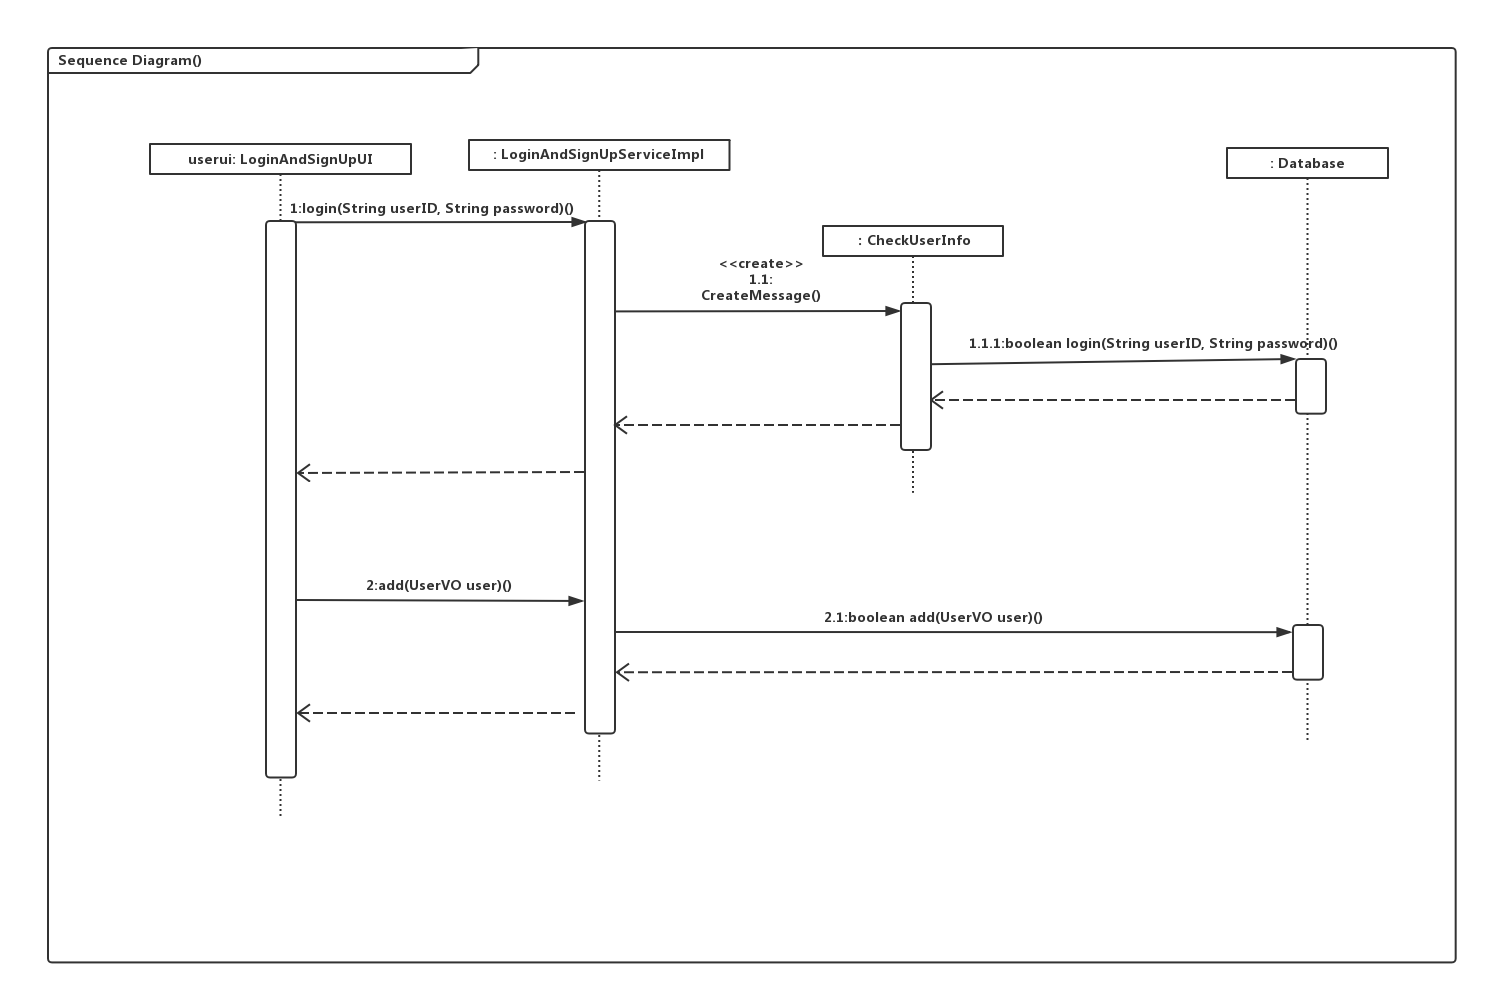 Sequence Diagram()
userui: LoginAndSignUpUI
: LoginAndSignUpServiceImpl
: Database
1:login(String userID, String password)()
: CheckUserInfo
<<create>>
1.1:
CreateMessage()
1.1.1:boolean login(String userID, String password)()
2:add(UserVO user)()
2.1:boolean add(UserVO user)()